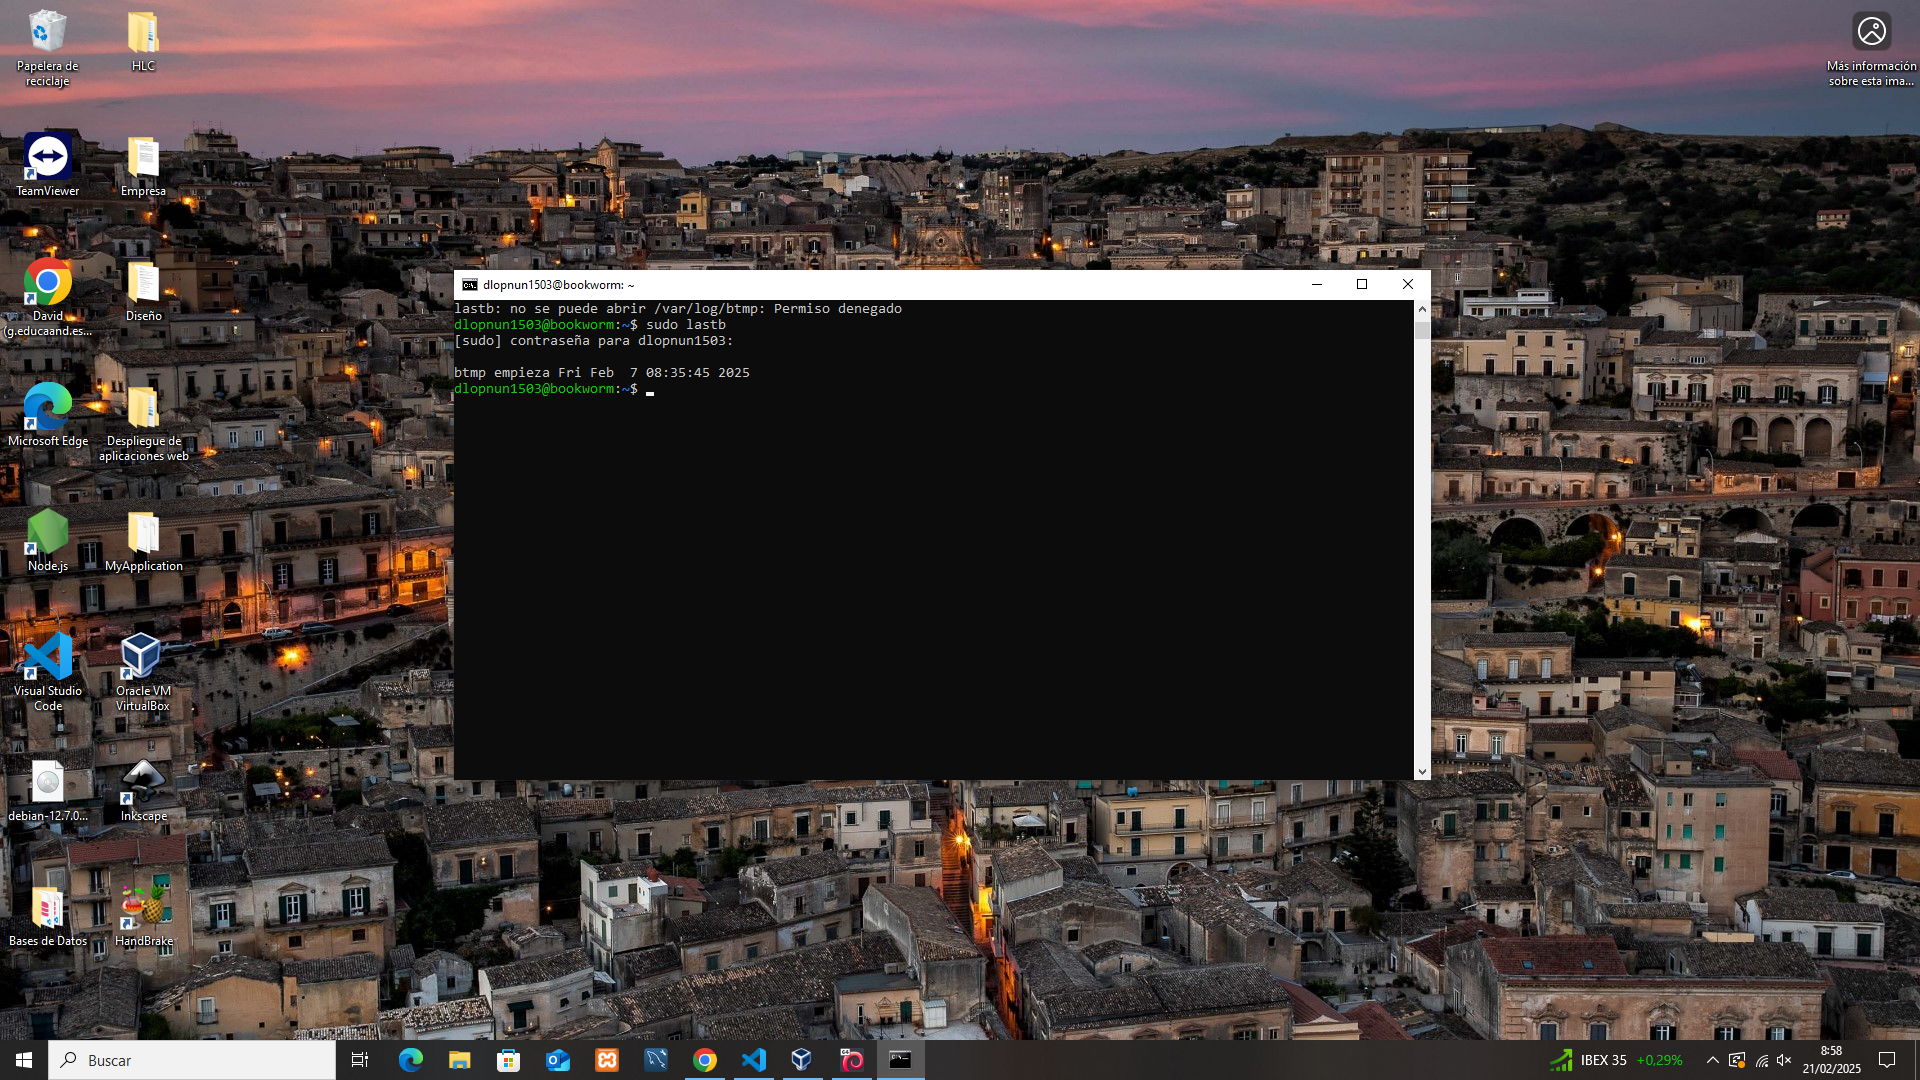 Papelera de
reciclaje
HLC
Más información
sobre esta ima...
TeamViewer
Empresa
David
(g.educaand.es...
Diseño
Microsoft Edge
Despliegue de
aplicaciones web
Node.js
MyApplication
Visual Studio
Code
Oracle VM
VirtualBox
debian-12.7.0...
Inkscape
Bases de Datos
HandBrake
dlopnun1503@bookworm: ~
lastb: no se puede abrir /var/log/btmp: Permiso denegado
dlopnun1503@bookworm:~$ sudo lastb
[sudo] contraseña para dlopnun1503:
btmp empieza Fri Feb  7 08:35:45 2025
dlopnun1503@bookworm:~$
Buscar
IBEX 35 +0,29%
8:58
21/02/2025